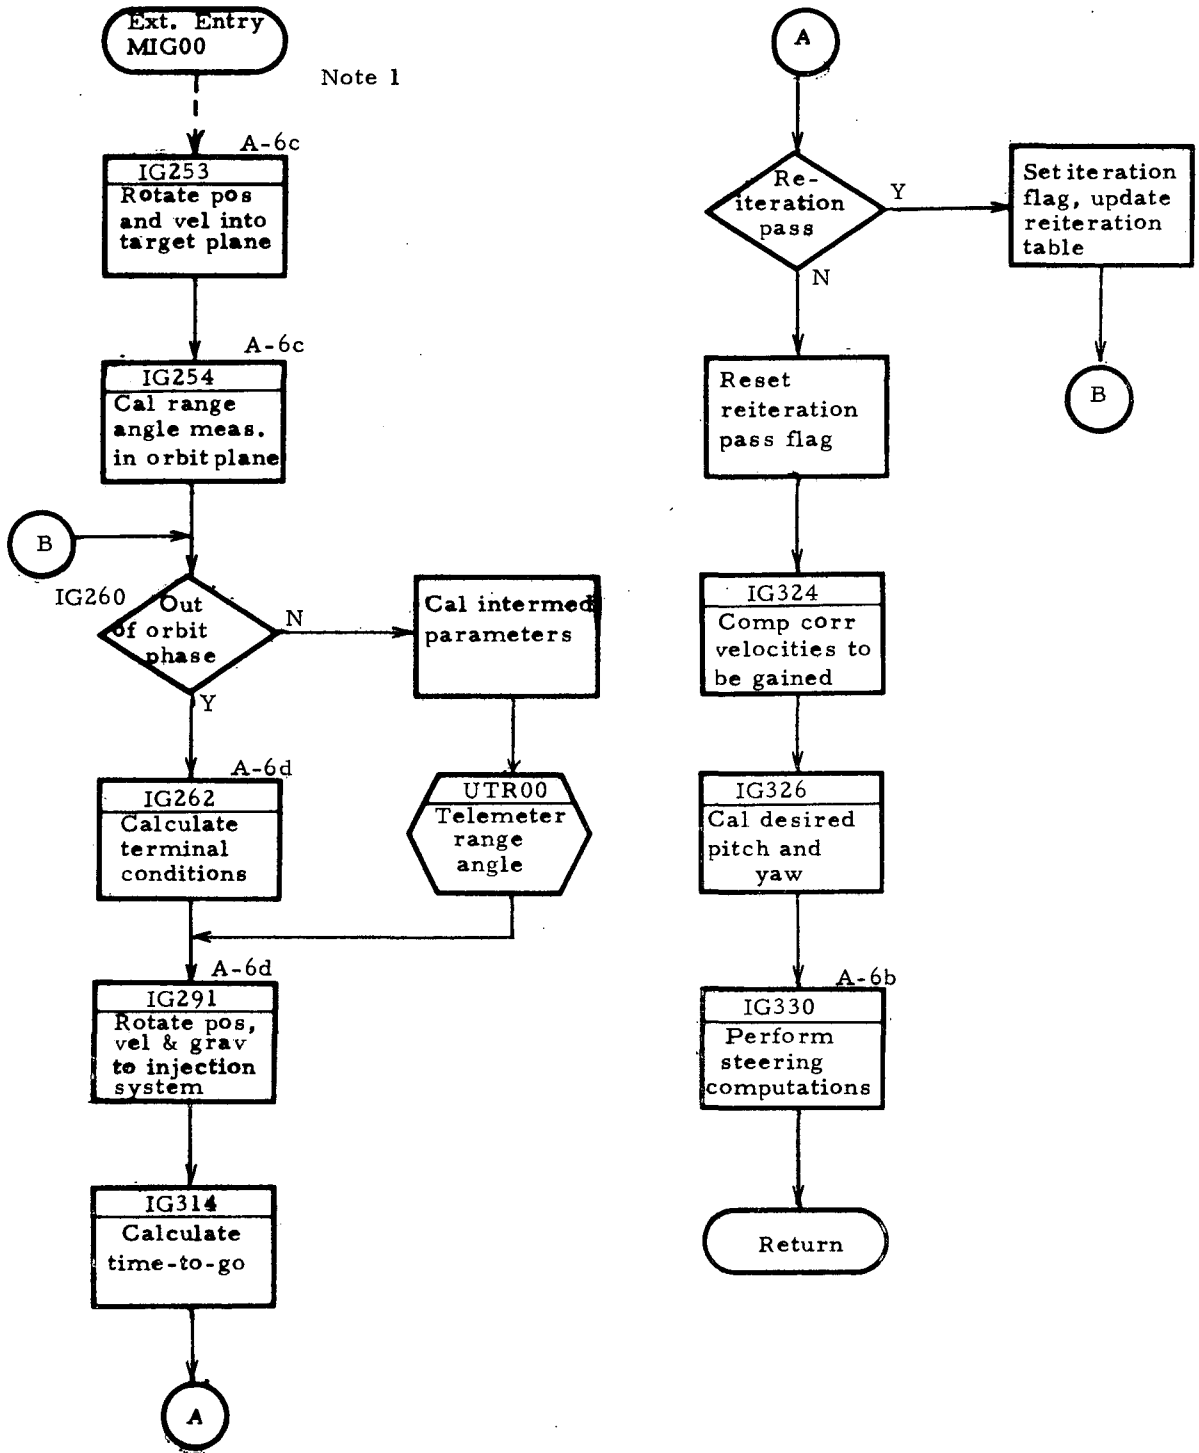 Ext. Entry
MIG00
Note 1
A-6c
IG253
Rotate pos
and vel into
target plane
A-6c
IG254
Cal range
angle meas.
in orbit plane
B
IG260
Out
of orbit
phase
N
Y
Cal intermed
parameters
A-6d
IG262
Calculate
terminal
conditions
UTR00
Telemeter
range
angle
A-6d
IG291
Rotate pos,
vel & grav
to injection
system
IG314
Calculate
time-to-go
A
A
Re-
iteration
pass
Y
N
Set iteration
flag, update
reiteration
table
B
Reset
reiteration
pass flag
IG324
Comp corr
velocities to
be gained
IG326
Cal desired
pitch and
yaw
A-6b
IG330
Perform
steering
computations
Return